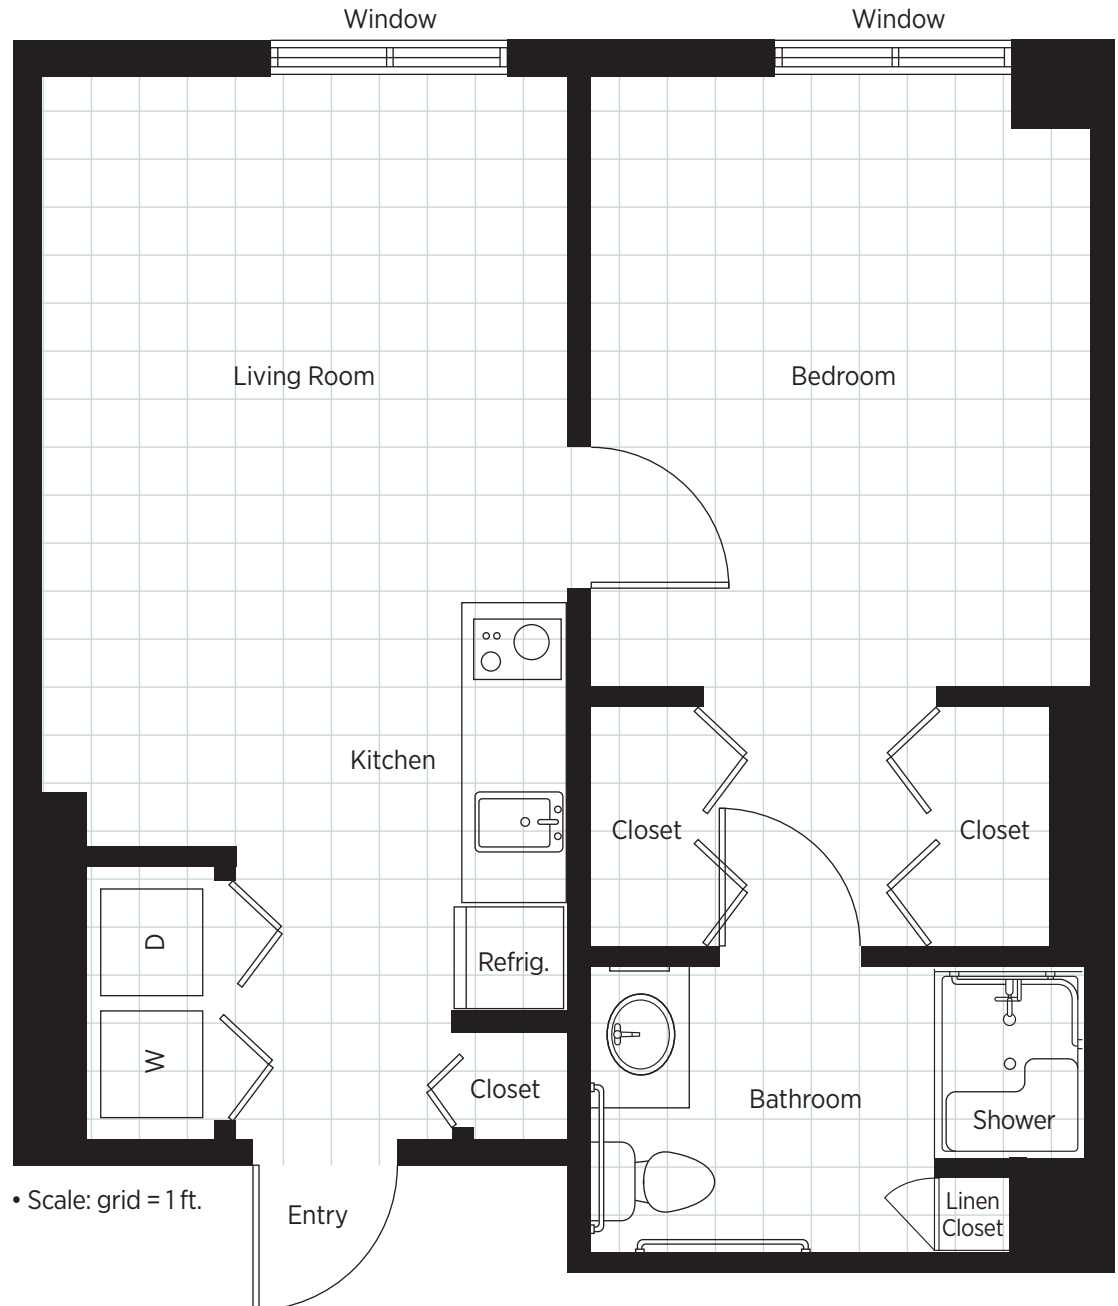 Window
Window
Living Room
Bedroom
Kitchen
Closet
Closet
D
Refrig.
W
Closet
Bathroom
Shower
• Scale: grid = 1 ft.
Entry
Linen
Closet